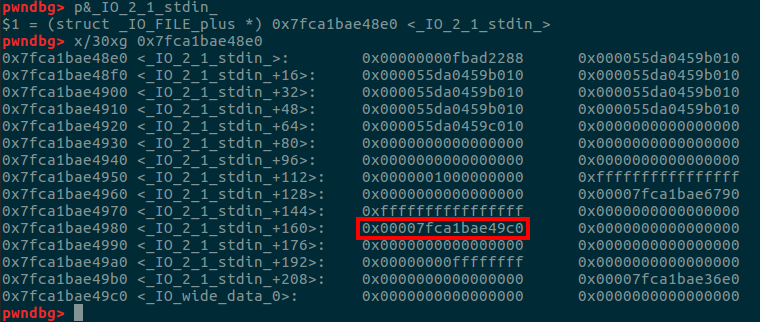 pwndbg> p&_IO_2_1_stdin_
$1 = (struct _IO_FILE_plus *) 0x7fca1bae48e0 <_IO_2_1_stdin_>
pwndbg> x/30xg 0x7fca1bae48e0
0x7fca1bae48e0 <_IO_2_1_stdin_>: 0x00000000fbad2288 0x000055da0459b010
0x7fca1bae48f0 <_IO_2_1_stdin_+16>: 0x000055da0459b010 0x000055da0459b010
0x7fca1bae4900 <_IO_2_1_stdin_+32>: 0x000055da0459b010 0x000055da0459b010
0x7fca1bae4910 <_IO_2_1_stdin_+48>: 0x000055da0459b010 0x000055da0459b010
0x7fca1bae4920 <_IO_2_1_stdin_+64>: 0x000055da0459c010 0x0000000000000000
0x7fca1bae4930 <_IO_2_1_stdin_+80>: 0x0000000000000000 0x0000000000000000
0x7fca1bae4940 <_IO_2_1_stdin_+96>: 0x0000000000000000 0x0000000000000000
0x7fca1bae4950 <_IO_2_1_stdin_+112>: 0x0000001000000000 0xffffffffffffffff
0x7fca1bae4960 <_IO_2_1_stdin_+128>: 0x0000000000000000 0x00007fca1bae6790
0x7fca1bae4970 <_IO_2_1_stdin_+144>: 0xffffffffffffffff 0x0000000000000000
0x7fca1bae4980 <_IO_2_1_stdin_+160>: 0x00007fca1bae49c0 0x0000000000000000
0x7fca1bae4990 <_IO_2_1_stdin_+176>: 0x0000000000000000 0x0000000000000000
0x7fca1bae49a0 <_IO_2_1_stdin_+192>: 0x00000000ffffffff 0x0000000000000000
0x7fca1bae49b0 <_IO_2_1_stdin_+208>: 0x0000000000000000 0x00007fca1bae36e0
0x7fca1bae49c0 <_IO_wide_data_0>: 0x0000000000000000 0x0000000000000000
pwndbg>